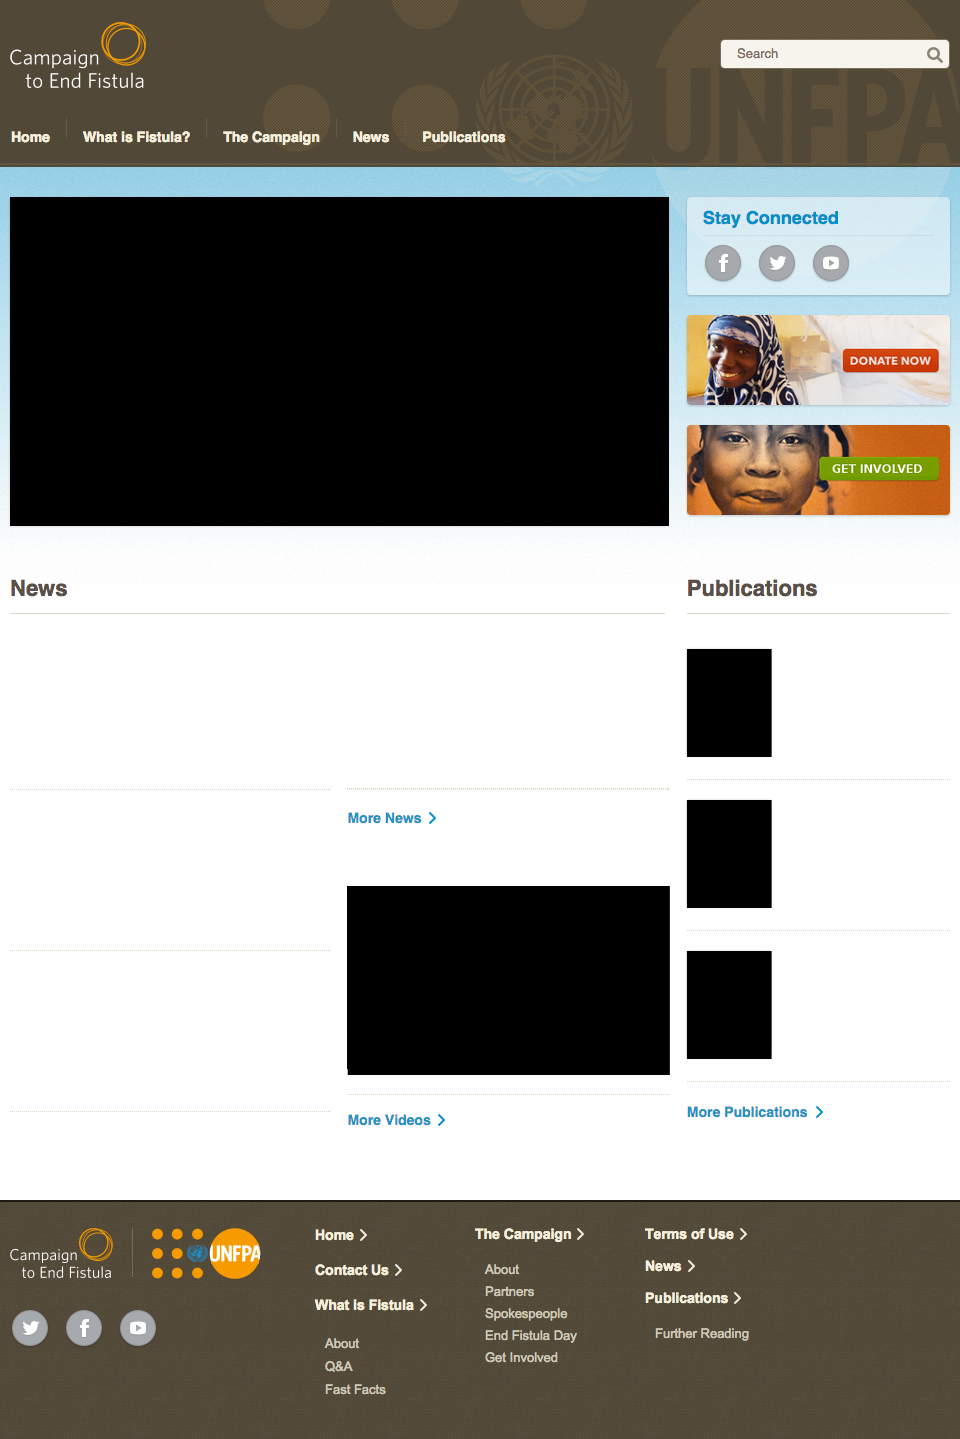 Campaign
to End Fistula
Search
UNFPA
Home
What is Fistula?
The Campaign
News
Publications
Stay Connected
DONATE NOW
GET INVOLVED
News
Publications
More News
More Videos
More Publications
Campaign
to End Fistula
UNFPA
Home
Contact Us
What is Fistula
About
Q&A
Fast Facts
The Campaign
About
Partners
Spokespeople
End Fistula Day
Get Involved
Terms of Use
News
Publications
Further Reading